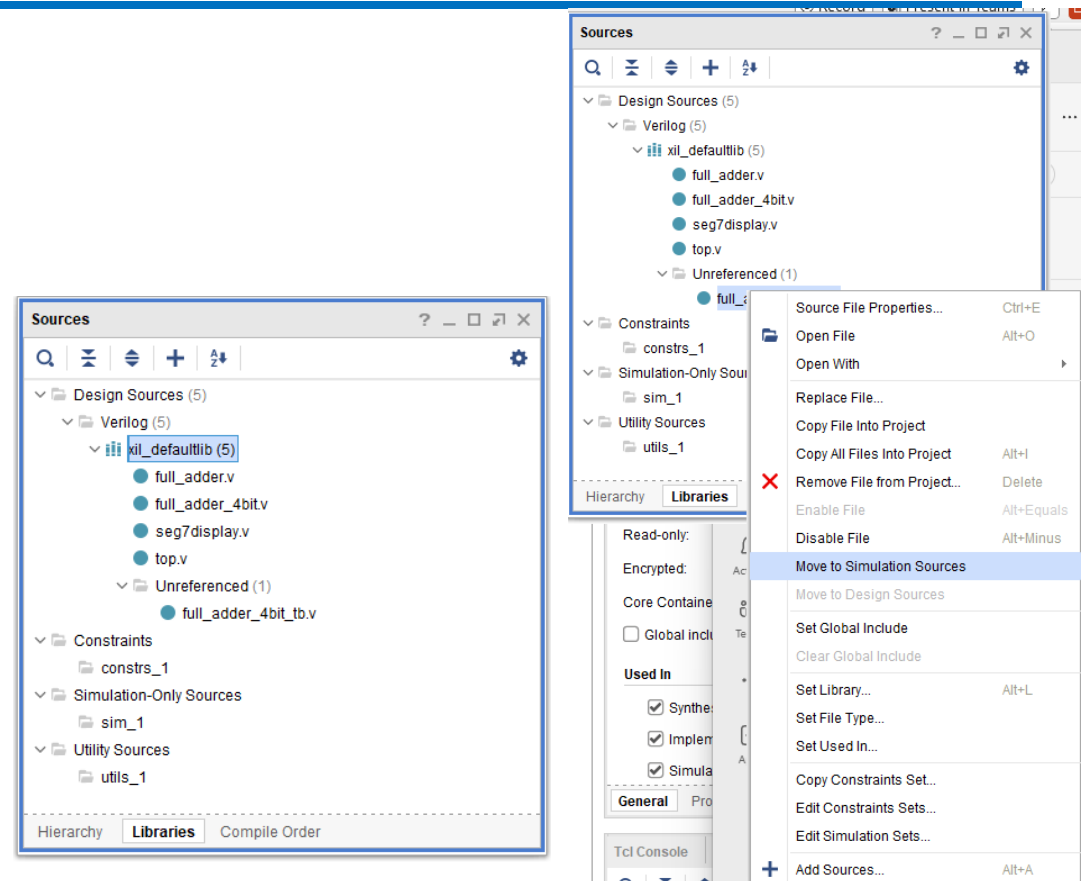 Record
Present in Teams
Sources
Design Sources (5)
Verilog (5)
xil_defaultlib (5)
full_adder.v
full_adder_4bit.v
seg7display.v
top.v
Unreferenced (1)
full_adder_4bit_tb.v
Constraints
constrs_1
Simulation-Only Sources
sim_1
Utility Sources
utils_1
Hierarchy Libraries Compile Order
Sources
Design Sources (5)
Verilog (5)
xil_defaultlib (5)
full_adder.v
full_adder_4bit.v
seg7display.v
top.v
Unreferenced (1)
full_a
Constraints
constrs_1
Simulation-Only Sour
sim_1
Utility Sources
utils_1
Hierarchy Libraries
Source File Properties... Ctrl+E
Open File Alt+O
Open With
Replace File...
Copy File Into Project
Copy All Files Into Project Alt+I
Remove File from Project... Delete
Enable File Alt+Equals
Disable File Alt+Minus
Move to Simulation Sources
Move to Design Sources
Set Global Include
Clear Global Include
Set Library... Alt+L
Set File Type...
Set Used In...
Copy Constraints Set...
Edit Constraints Sets...
Edit Simulation Sets...
Add Sources... Alt+A
Read-only:
Encrypted: Ac
Core Containe
Global inclu Te
Used In
Synthe
Implem
Simula A
General Pro
Tcl Console